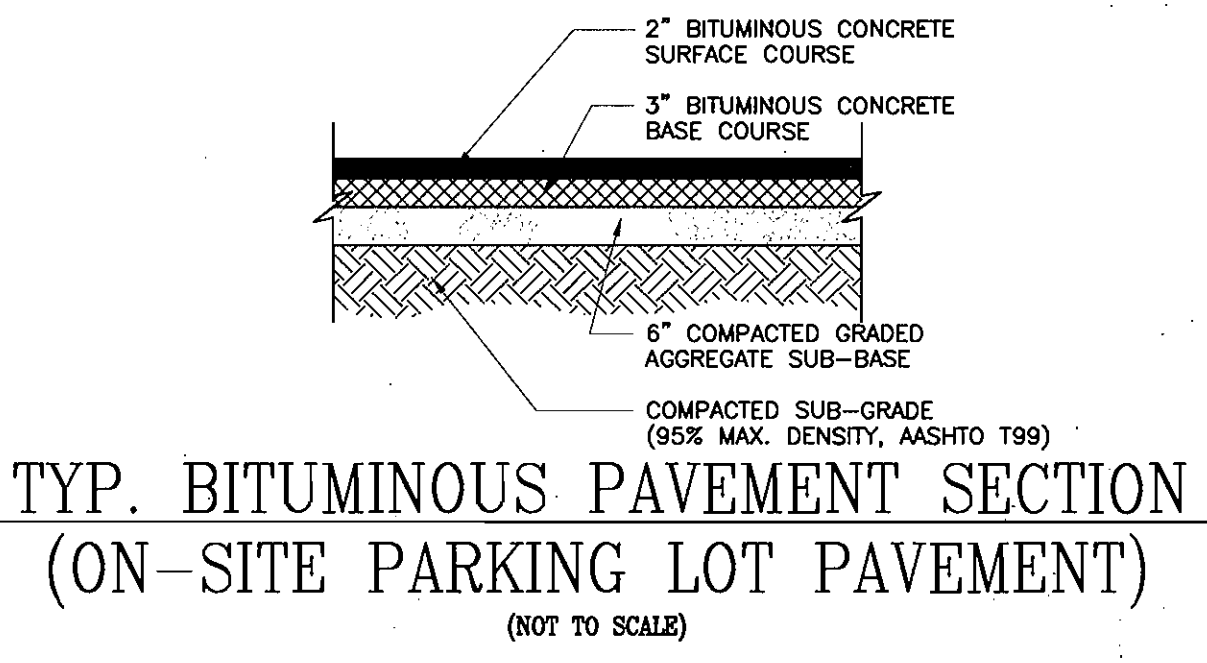 2" BITUMINOUS CONCRETE
SURFACE COURSE
3" BITUMINOUS CONCRETE
BASE COURSE
6" COMPACTED GRADED
AGGREGATE SUB-BASE
COMPACTED SUB-GRADE
(95% MAX. DENSITY, AASHTO T99)
TYP. BITUMINOUS PAVEMENT SECTION
(ON-SITE PARKING LOT PAVEMENT)
(NOT TO SCALE)